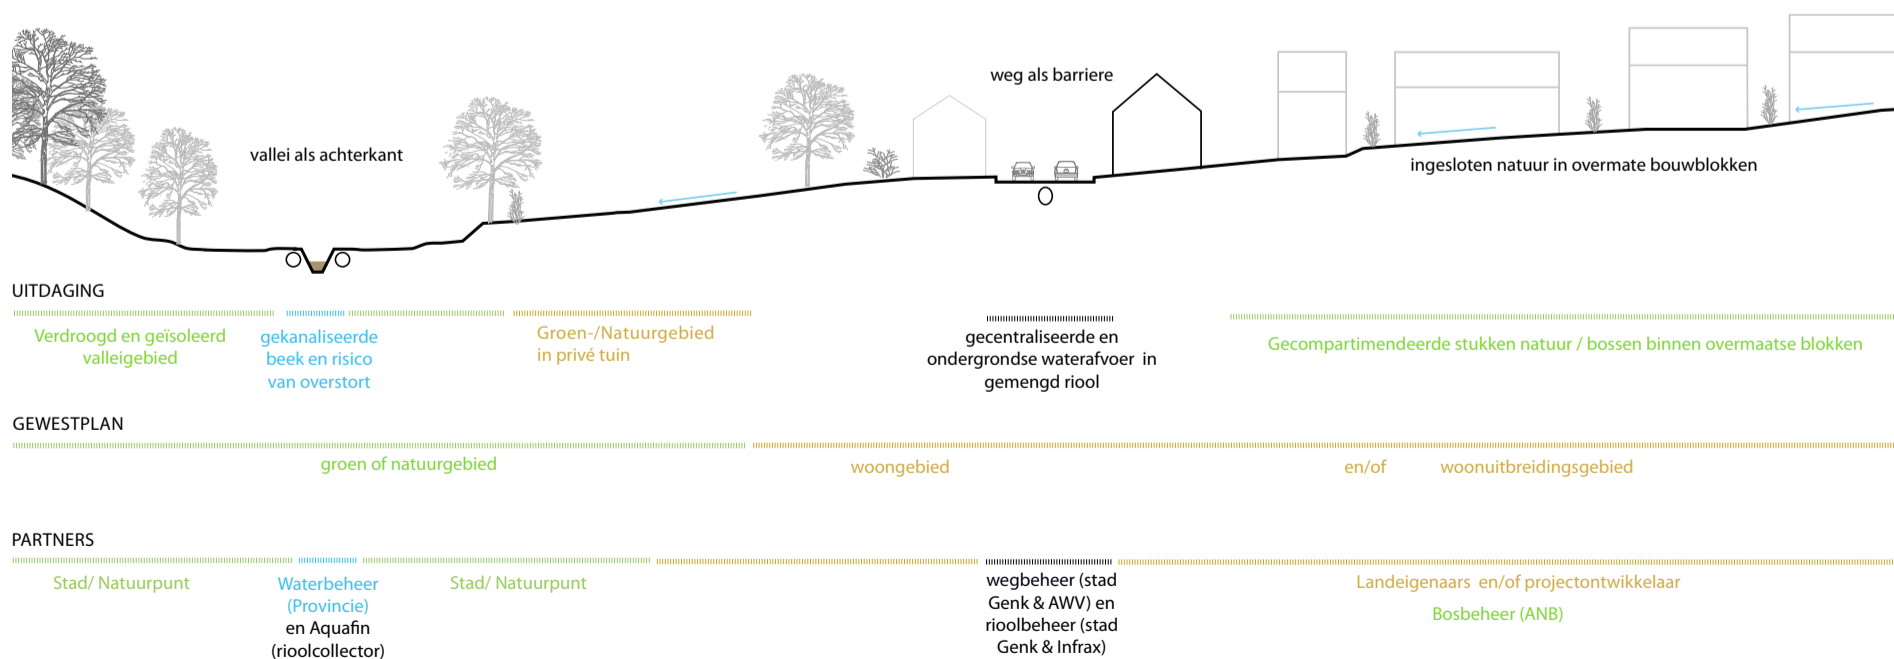 weg als barriere
vallei als achterkant
ingesloten natuur in overmate bouwblokken
UITDAGING
Verdroogd en geïsoleerd
valleigebied
gekanaliseerde
beek en risico
van overstort
Groen-/Natuurgebied
in privé tuin
gecentraliseerde en
ondergrondse waterafvoer in
gemengd riool
Gecompartimendeerde stukken natuur / bossen binnen overmaatse blokken
GEWESTPLAN
groen of natuurgebied
woongebied
en/of
woonuitbreidingsgebied
PARTNERS
Stad/ Natuurpunt
Waterbeheer
(Provincie)
en Aquafin
(rioolcollector)
Stad/ Natuurpunt
wegbeheer (stad
Genk & AWV) en
rioolbeheer (stad
Genk & Infrax)
Landeigenaars en/of projectontwikkelaar
Bosbeheer (ANB)